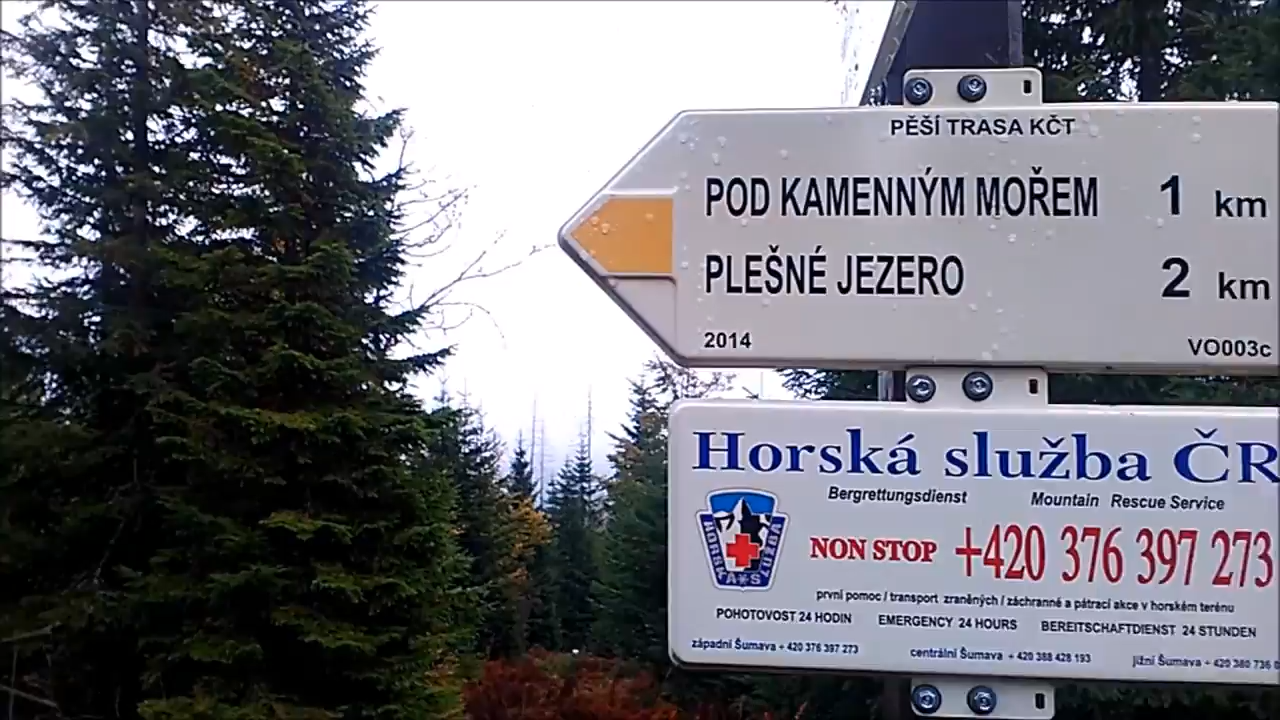 PĚŠÍ TRASA KČT
POD KAMENNÝM MOŘEM 1 km
PLEŠNÉ JEZERO 2 km
2014 VO003c
Horská služba ČR
Bergrettungsdienst Mountain Rescue Service
HORSKÁ SLUŽBA
NON STOP +420 376 397 273
první pomoc / transport zraněných / záchranné a pátrací akce v horském terénu
POHOTOVOST 24 HODIN EMERGENCY 24 HOURS BEREITSCHAFTDIENST 24 STUNDEN
západní Šumava + 420 376 397 273 centrální Šumava + 420 388 428 193 jižní Šumava + 420 380 736